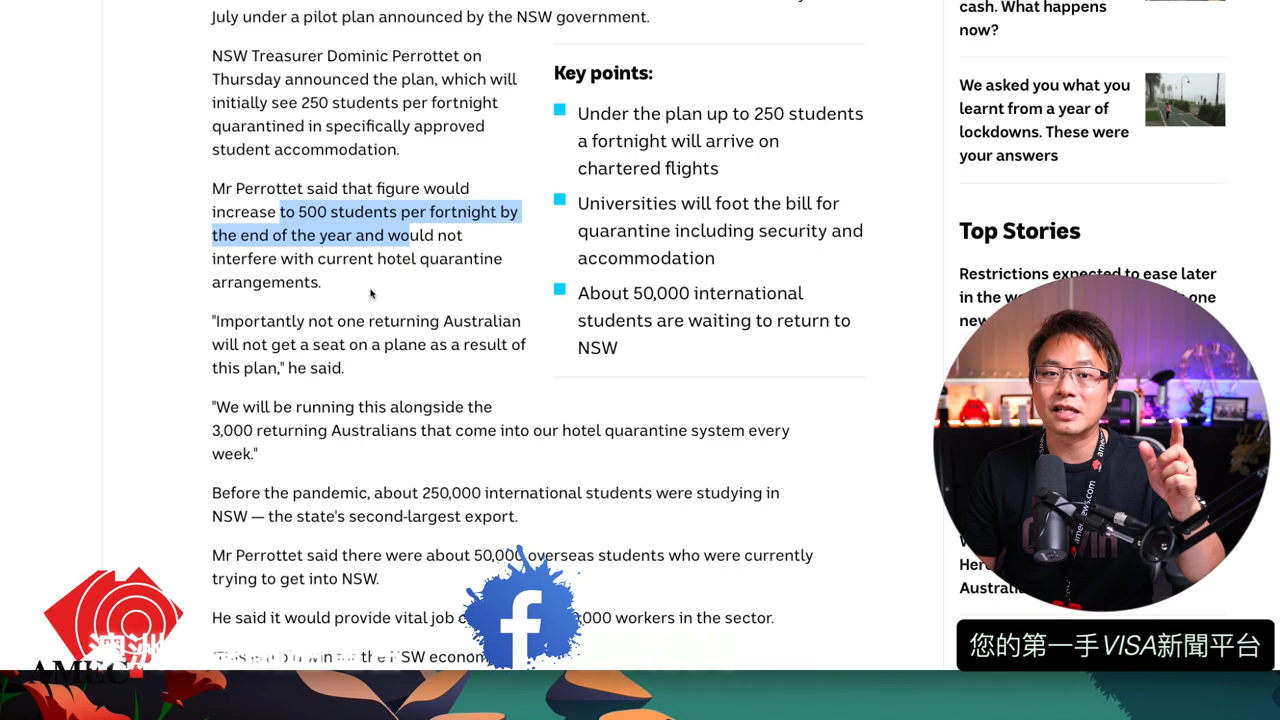 July under a pilot plan announced by the NSW government.
NSW Treasurer Dominic Perrottet on
Thursday announced the plan, which will
initially see 250 students per fortnight
quarantined in specifically approved
student accommodation.
Mr Perrottet said that figure would
increase to 500 students per fortnight by
the end of the year and would not
interfere with current hotel quarantine
arrangements.
"Importantly not one returning Australian
will not get a seat on a plane as a result of
this plan," he said.
"We will be running this alongside the
3,000 returning Australians that come into our hotel quarantine system every
week."
Before the pandemic, about 250,000 international students were studying in
NSW — the state's second-largest export.
Mr Perrottet said there were about 50,000 overseas students who were currently
trying to get into NSW.
He said it would provide vital job 000 workers in the sector.
Key points:
Under the plan up to 250 students
a fortnight will arrive on
chartered flights
Universities will foot the bill for
quarantine including security and
accommodation
About 50,000 international
students are waiting to return to
NSW
cash. What happens
now?
We asked you what you
learnt from a year of
lockdowns. These were
your answers
Top Stories
Restrictions expected to ease later
in the one
new
Here
Austral
澳洲
AMEC
f
您的第一手VISA新聞平台